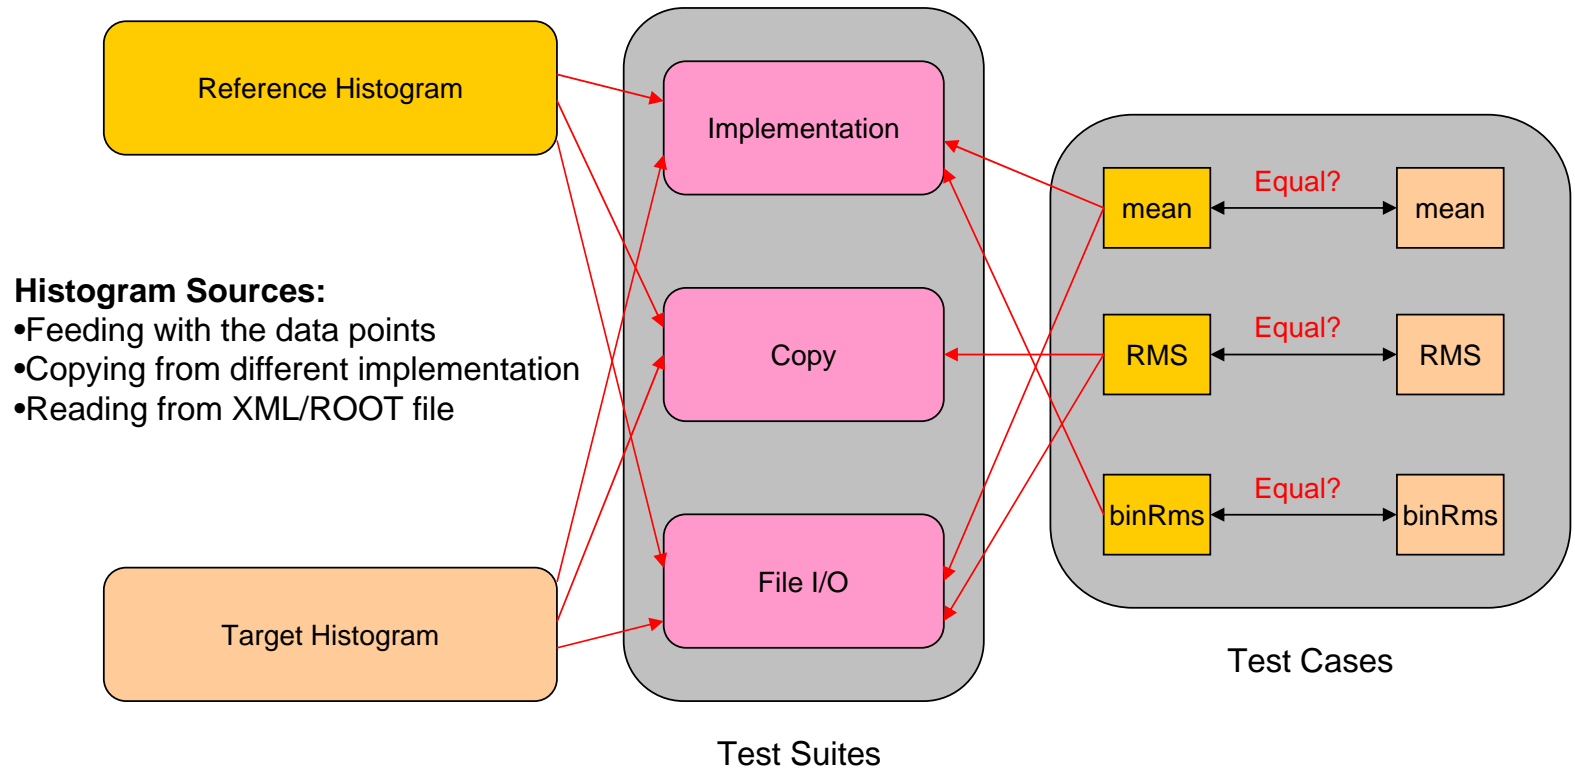 Reference Histogram
Histogram Sources:
•Feeding with the data points
•Copying from different implementation
•Reading from XML/ROOT file
Target Histogram
Implementation
Copy
File I/O
Test Suites
mean
Equal?
mean
RMS
Equal?
RMS
binRms
Equal?
binRms
Test Cases